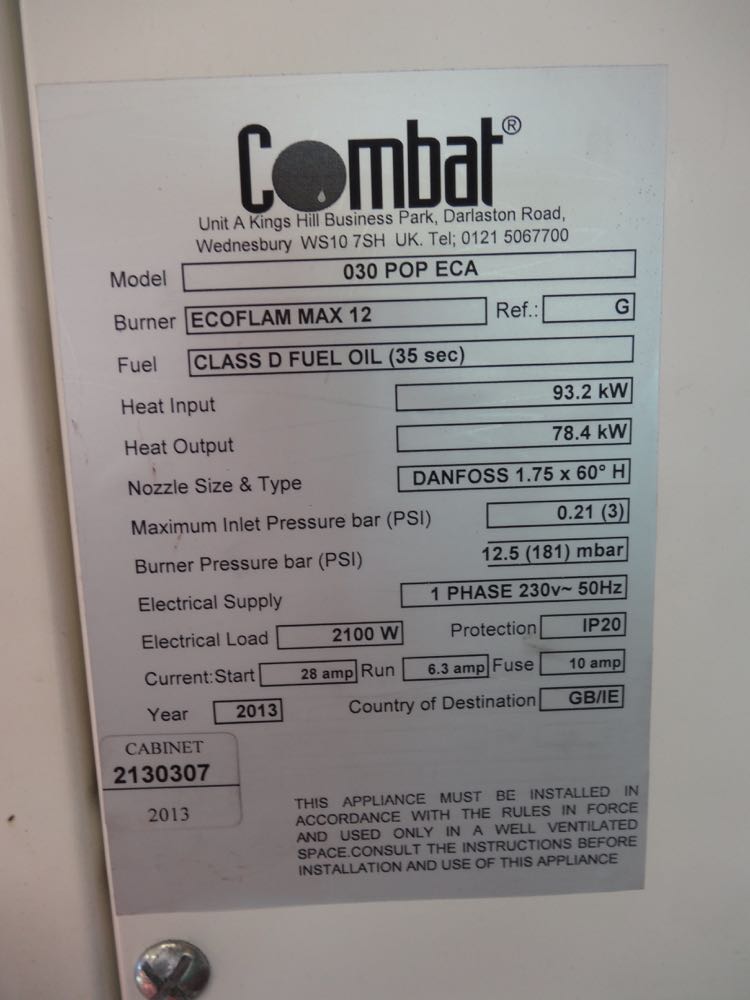 Combat®
Unit A Kings Hill Business Park, Darlaston Road,
Wednesbury WS10 7SH UK. Tel; 0121 5067700
Model 030 POP ECA
Burner ECOFLAM MAX 12 Ref.: G
Fuel CLASS D FUEL OIL (35 sec)
Heat Input 93.2 kW
Heat Output 78.4 kW
Nozzle Size & Type DANFOSS 1.75 x 60° H
Maximum Inlet Pressure bar (PSI) 0.21 (3)
Burner Pressure bar (PSI) 12.5 (181) mbar
Electrical Supply 1 PHASE 230v~ 50Hz
Electrical Load 2100 W Protection IP20
Current:Start 28 amp Run 6.3 amp Fuse 10 amp
Year 2013 Country of Destination GB/IE
CABINET
2130307
2013
THIS APPLIANCE MUST BE INSTALLED IN
ACCORDANCE WITH THE RULES IN FORCE
AND USED ONLY IN A WELL VENTILATED
SPACE.CONSULT THE INSTRUCTIONS BEFORE
INSTALLATION AND USE OF THIS APPLIANCE